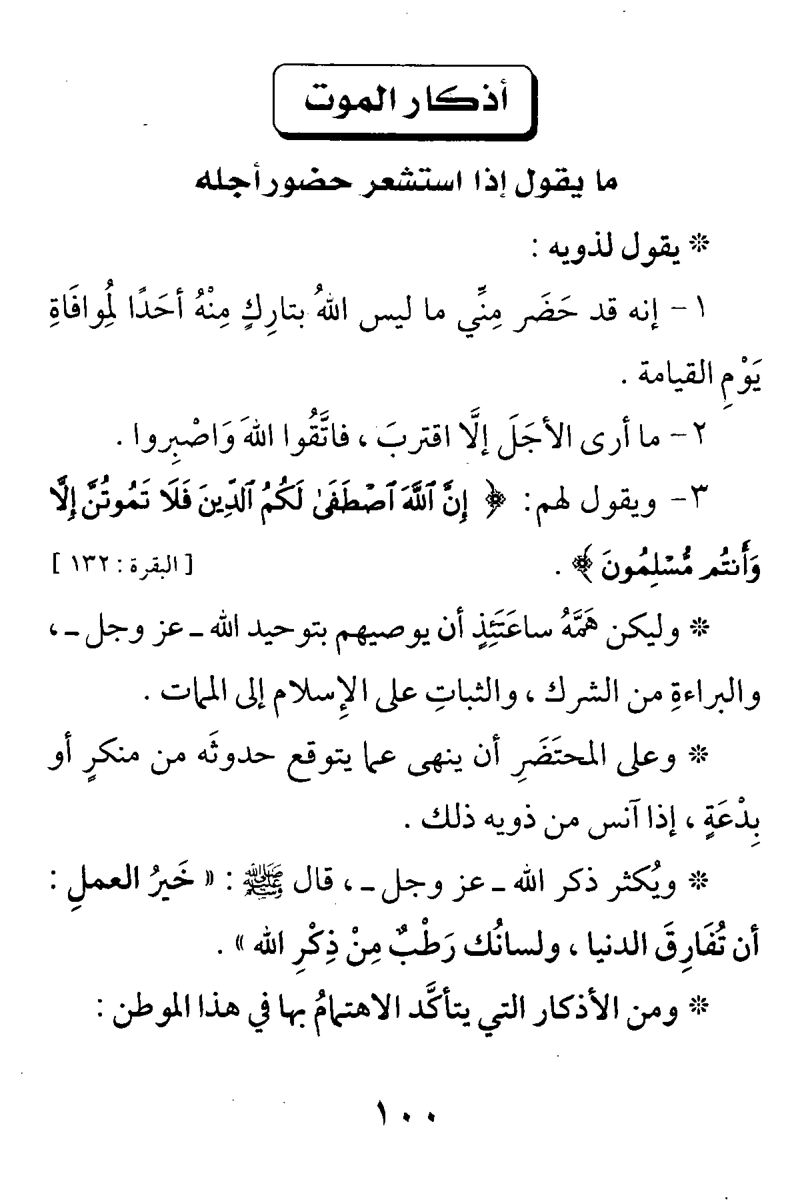 أذكار الموت
ما يقول إذا استشعر حضور أجله
* يقول لذويه :
١ - إنه قد حَضَر مِنِّي ما ليس اللهُ بتارِكٍ مِنْهُ أحَدًا لِمُوافَاةِ
يَوْمِ القيامة .
٢ - ما أرى الأجَلَ إلَّا اقتربَ ، فاتَّقُوا اللهَ وَاصْبِروا .
٣ - ويقول لهم : ﴿ إِنَّ ٱللَّهَ ٱصْطَفَىٰ لَكُمُ ٱلدِّينَ فَلَا تَمُوتُنَّ إِلَّا
وَأَنتُم مُّسْلِمُونَ ﴾ . [ البقرة : ١٣٢ ]
* وليكن هَمَّهُ ساعَتَئِذٍ أن يوصيهم بتوحيد الله ـ عز وجل ـ ،
والبراءةِ من الشرك ، والثباتِ على الإِسلام إلى الممات .
* وعلى المحتَضَرِ أن ينهى عما يتوقع حدوثَه من منكرٍ أو
بِدْعَةٍ ، إذا آنس من ذويه ذلك .
* ويُكثر ذكر الله ـ عز وجل ـ ، قال ﷺ : « خَيرُ العملِ :
أن تُفَارِقَ الدنيا ، ولسانُك رَطْبٌ مِنْ ذِكْرِ الله » .
* ومن الأذكار التي يتأكَّد الاهتمامُ بها في هذا الموطن :
١٠٠